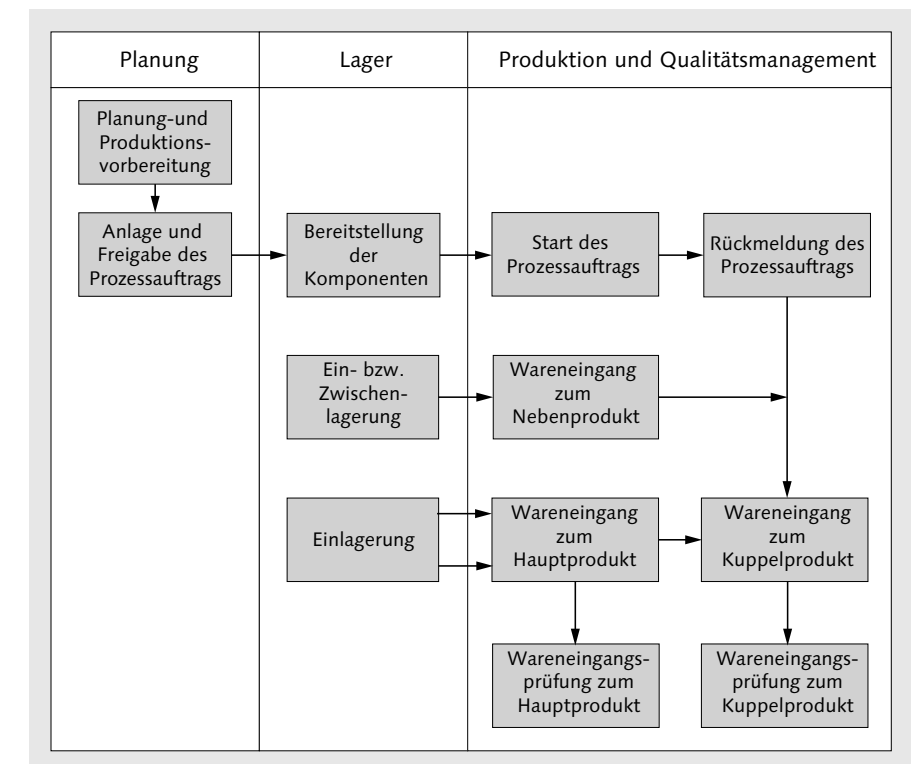 Planung
Lager
Produktion und Qualitätsmanagement
Planung-und
Produktions-
vorbereitung
Anlage und
Freigabe des
Prozessauftrags
Bereitstellung
der
Komponenten
Start des
Prozessauftrags
Rückmeldung des
Prozessauftrags
Ein- bzw.
Zwischen-
lagerung
Wareneingang
zum
Nebenprodukt
Einlagerung
Wareneingang
zum
Hauptprodukt
Wareneingang
zum
Kuppelprodukt
Wareneingangs-
prüfung zum
Hauptprodukt
Wareneingangs-
prüfung zum
Kuppelprodukt